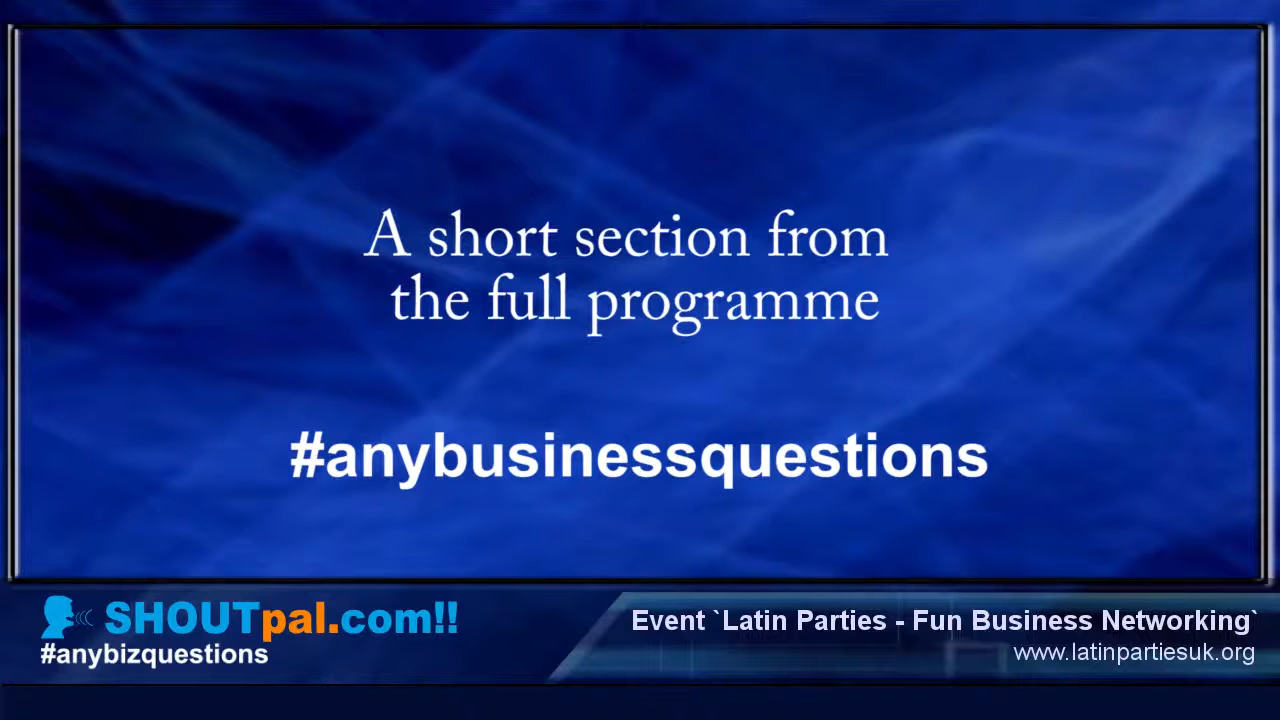 A short section from
the full programme
#anybusinessquestions
SHOUTpal.com!!
#anybizquestions
Event `Latin Parties - Fun Business Networking`
www.latinpartiesuk.org